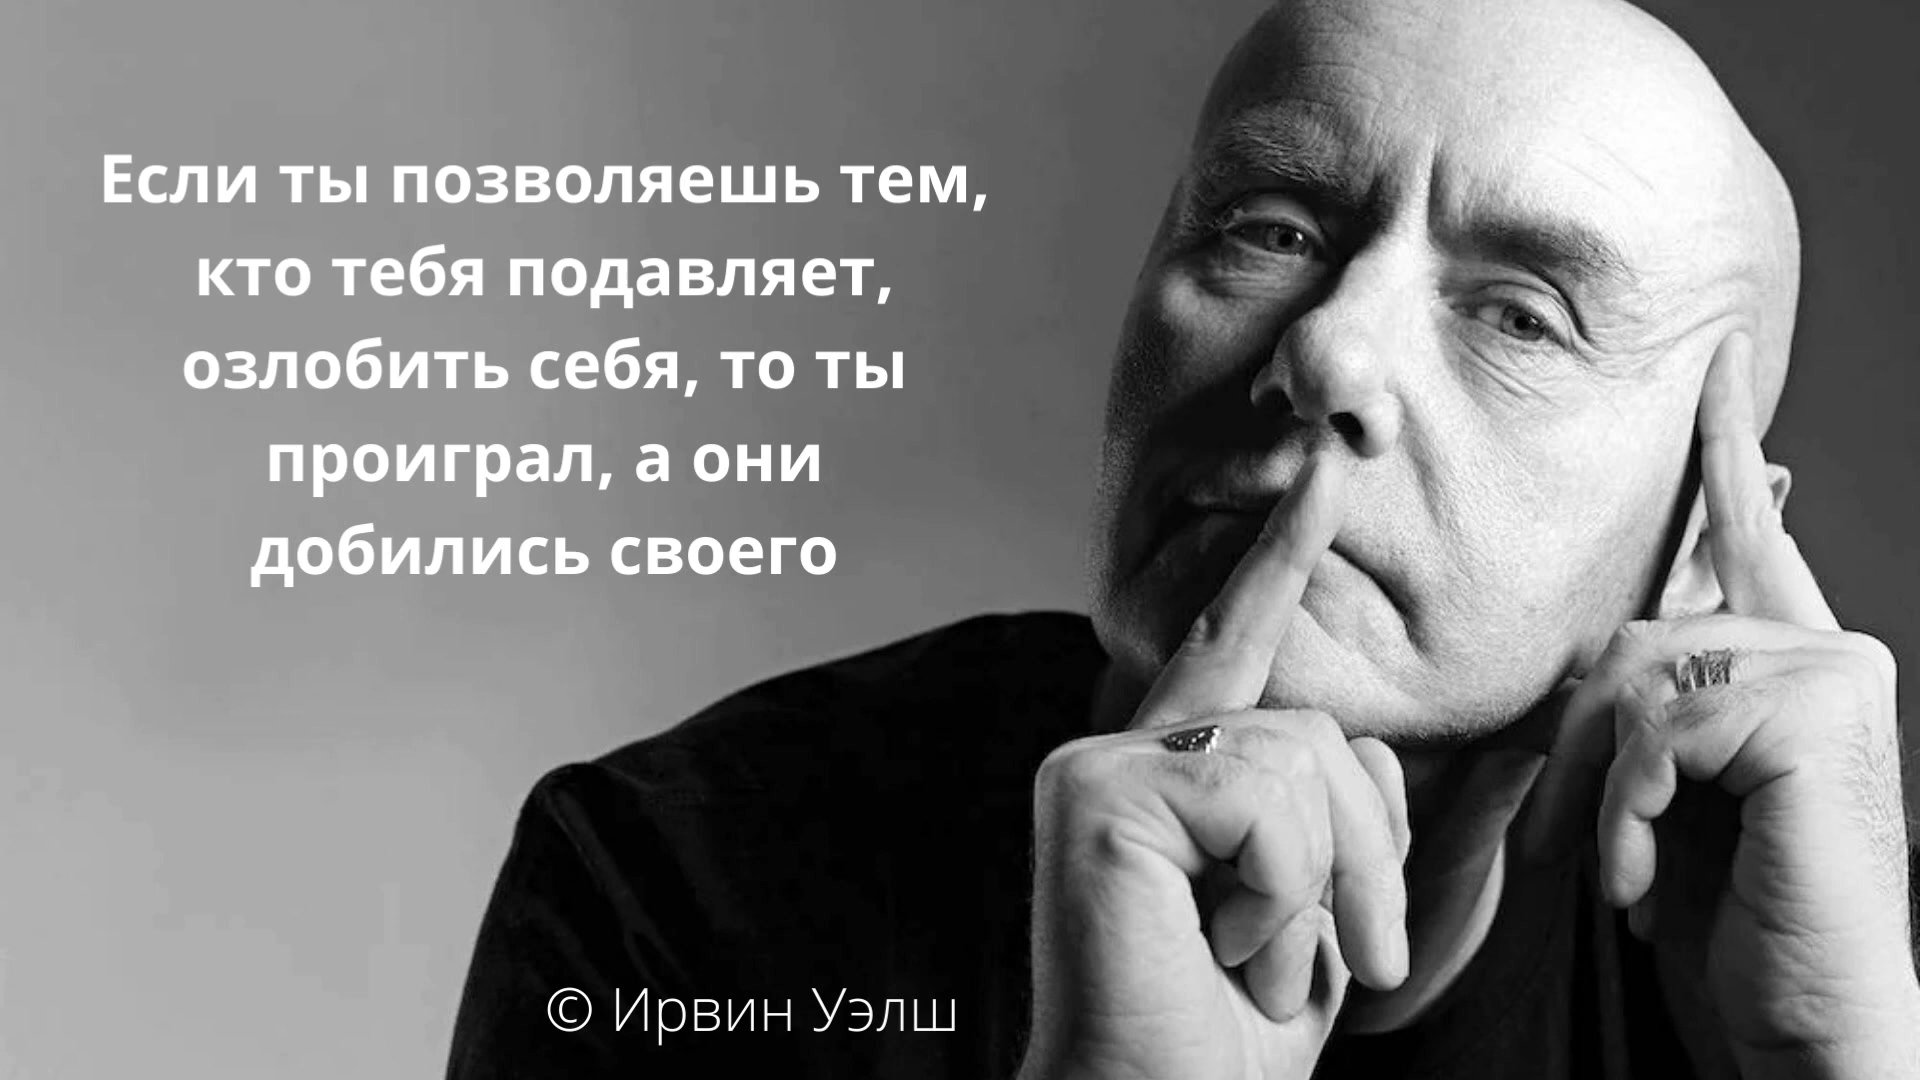 Если ты позволяешь тем,
кто тебя подавляет,
озлобить себя, то ты
проиграл, а они
добились своего
© Ирвин Уэлш